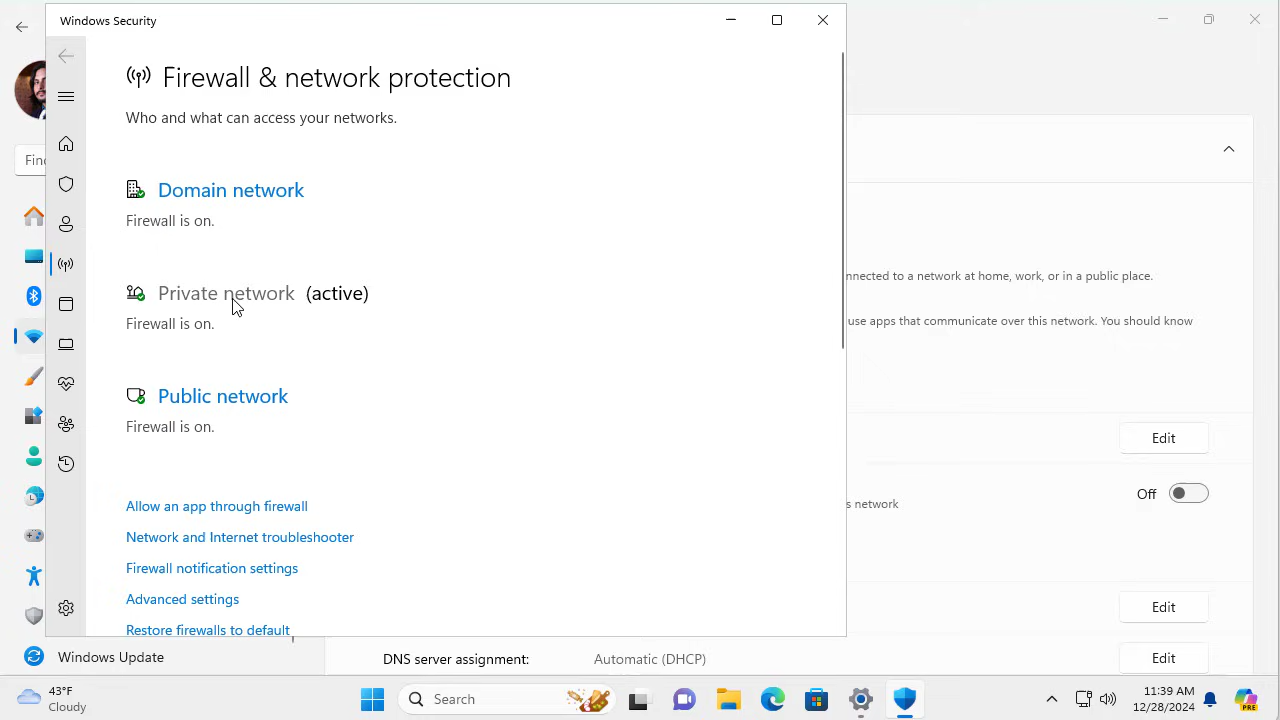 Windows Security
Firewall & network protection
Who and what can access your networks.
Find
Domain network
Firewall is on.
nnected to a network at home, work, or in a public place.
Private network (active)
Firewall is on.
use apps that communicate over this network. You should know
Public network
Firewall is on.
Edit
Off
s network
Allow an app through firewall
Network and Internet troubleshooter
Firewall notification settings
Advanced settings
Edit
Restore firewalls to default
Windows Update
DNS server assignment:
Automatic (DHCP)
Edit
43°F
Cloudy
Search
11:39 AM
12/28/2024
PRE